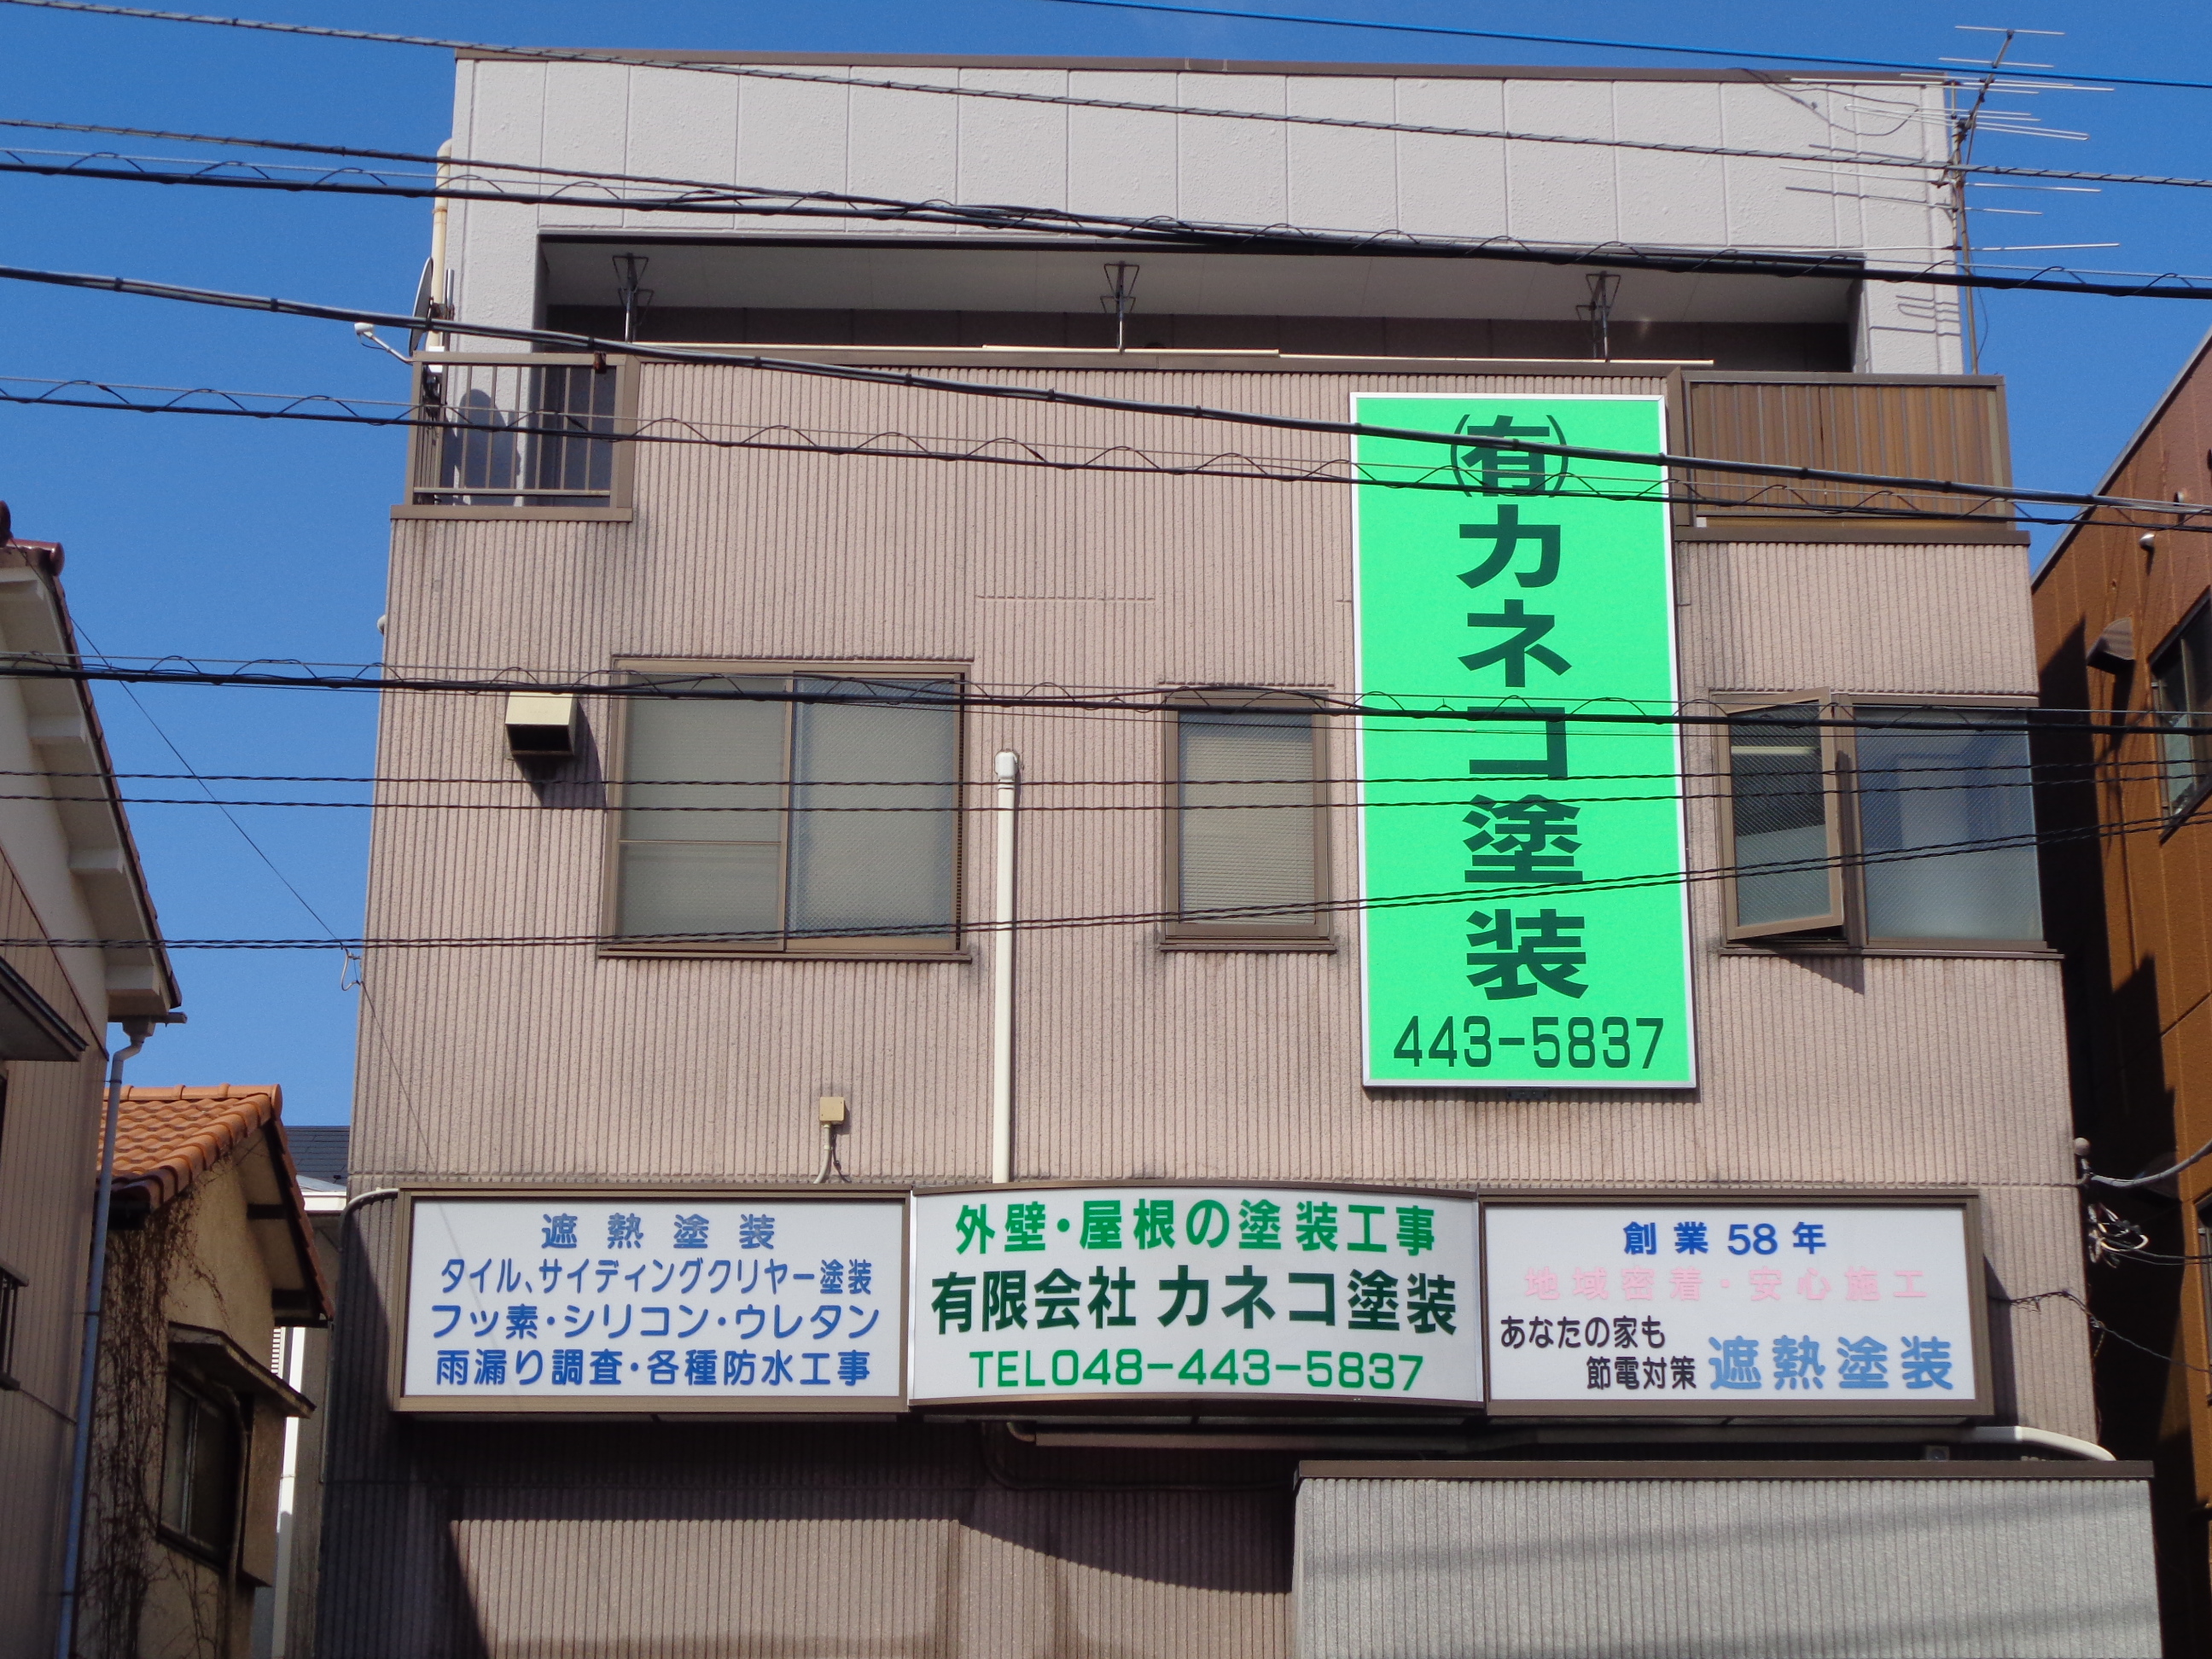 ㈲カネコ塗装
443-5837
遮熱塗装
タイル、サイディングクリヤー塗装
フッ素・シリコン・ウレタン
雨漏り調査・各種防水工事
外壁・屋根の塗装工事
有限会社 カネコ塗装
TEL048-443-5837
創業58年
地域密着・安心施工
あなたの家も
節電対策 遮熱塗装